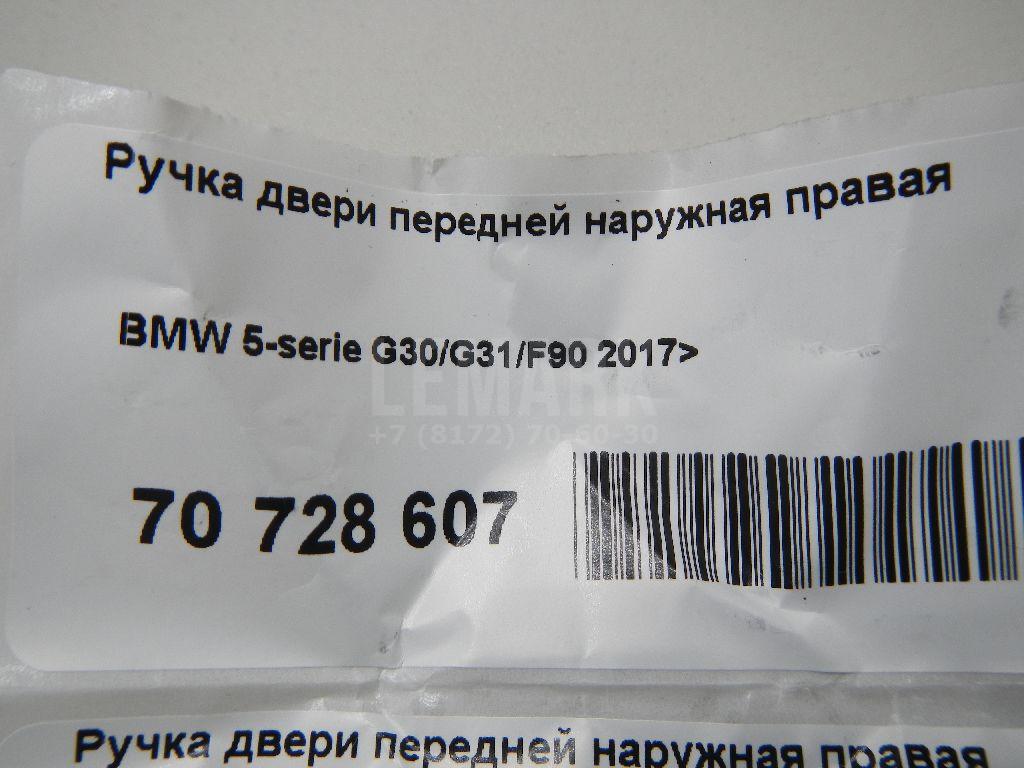 Ручка двери передней наружная правая
BMW 5-serie G30/G31/F90 2017>
LEMARK
+7 (8172) 70-60-30
70 728 607
Ручка двери передней наружная правая